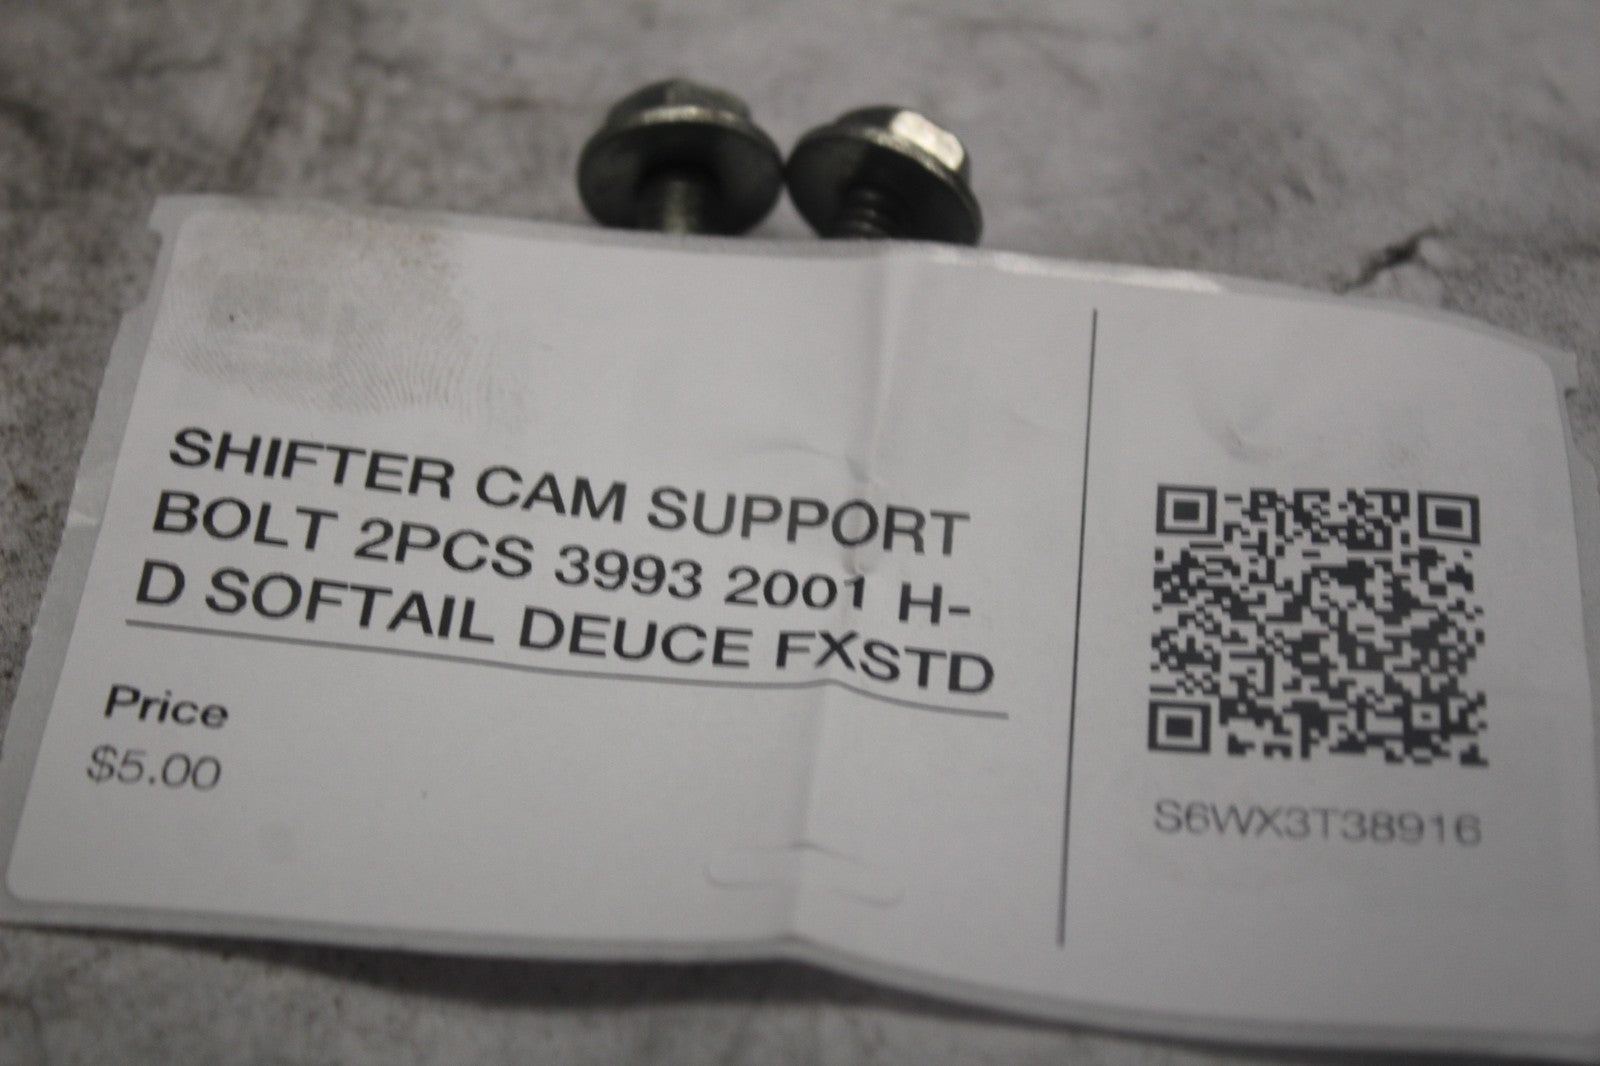 SHIFTER CAM SUPPORT
BOLT 2PCS 3993 2001 H-
D SOFTAIL DEUCE FXSTD
Price
$5.00
S6WX3T38916